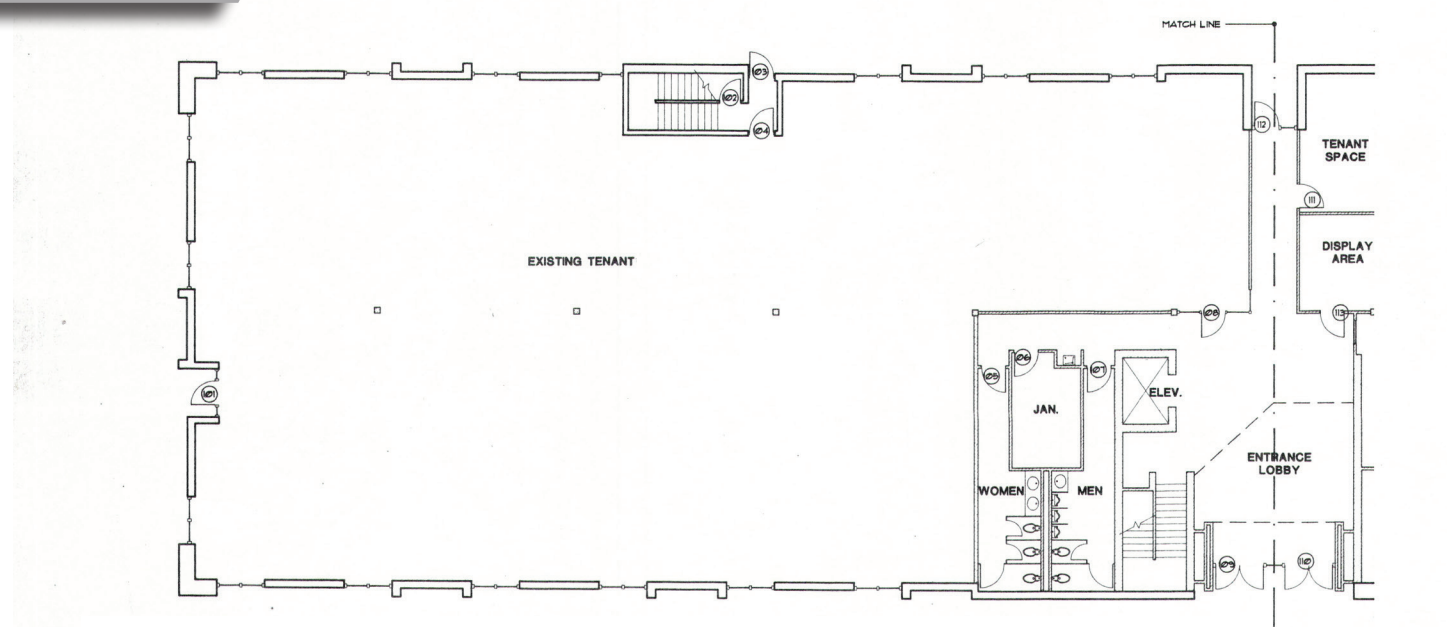 MATCH LINE
103
102
104
112
TENANT
SPACE
111
EXISTING TENANT
DISPLAY
AREA
108
113
106
105
107
101
ELEV.
JAN.
ENTRANCE
LOBBY
WOMEN
MEN
109
110